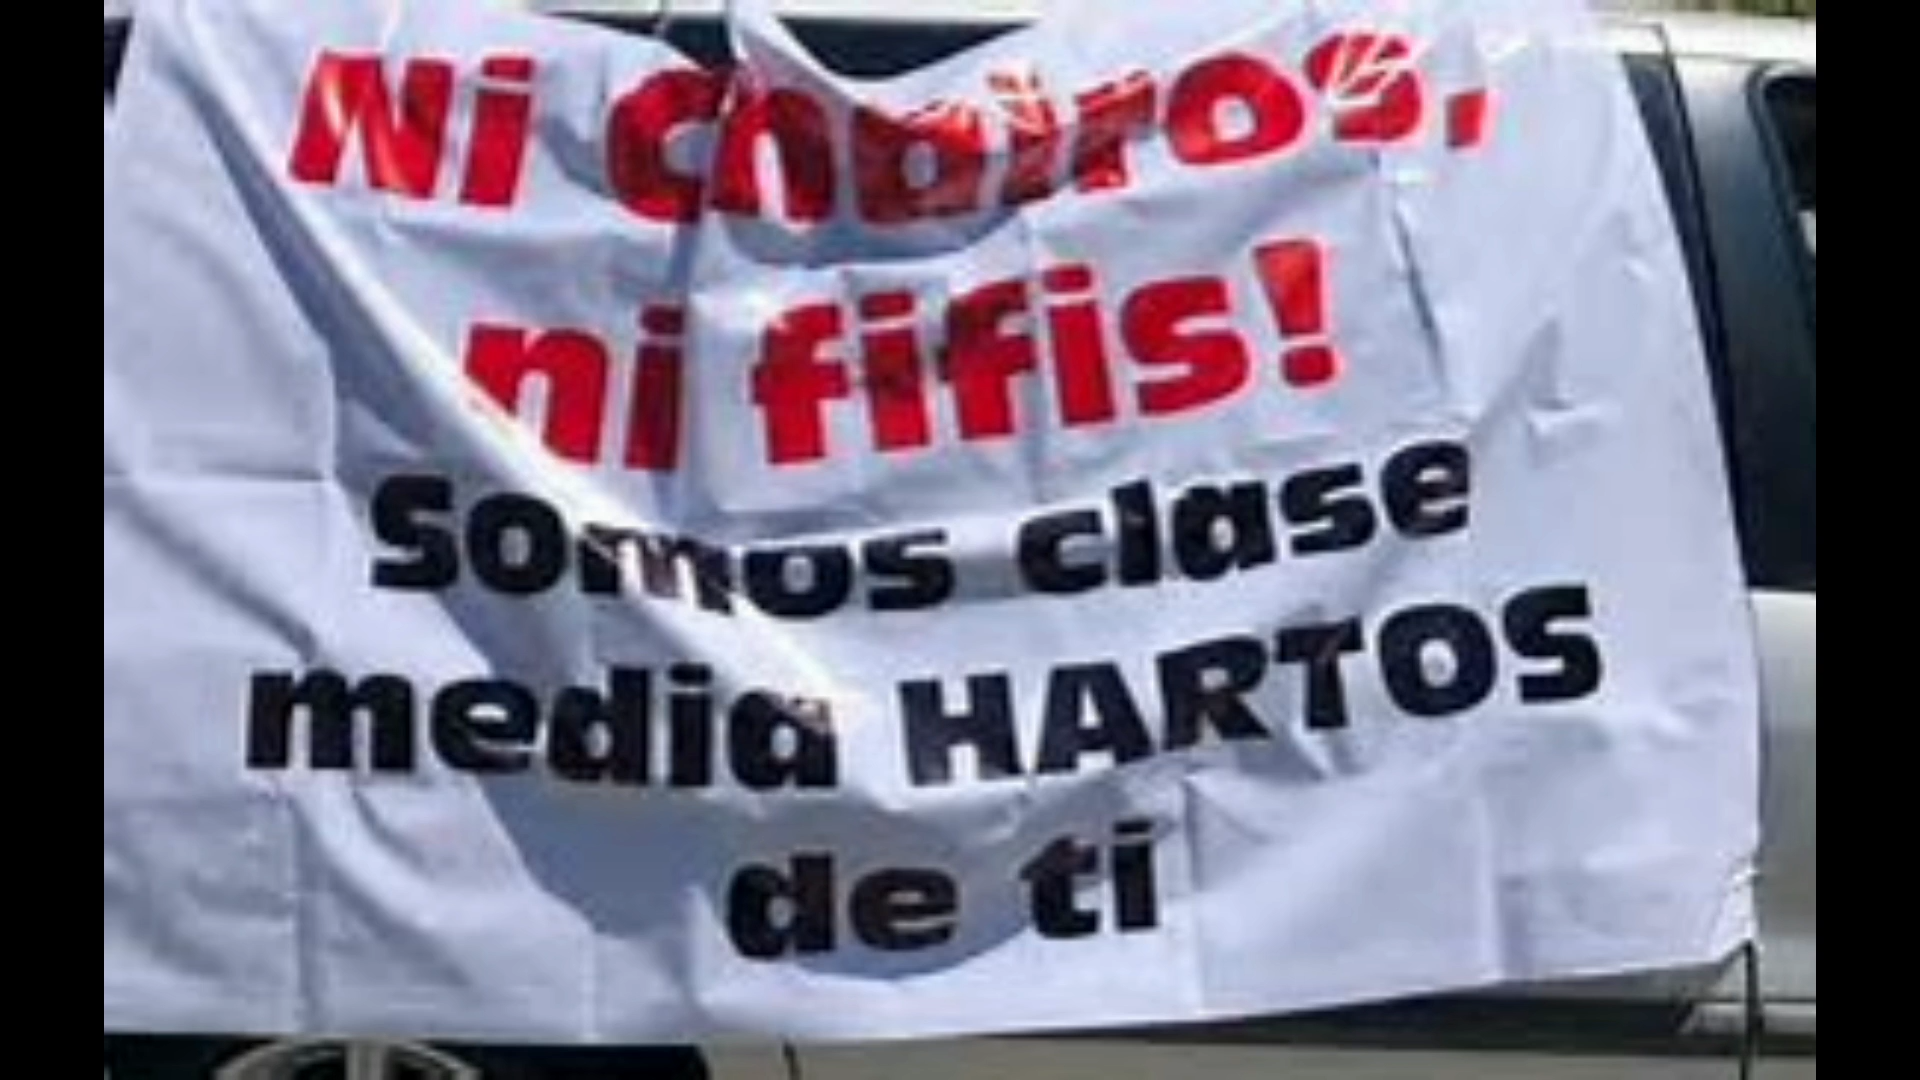 Ni chairos,
ni fifis!
Somos clase
media HARTOS
de ti